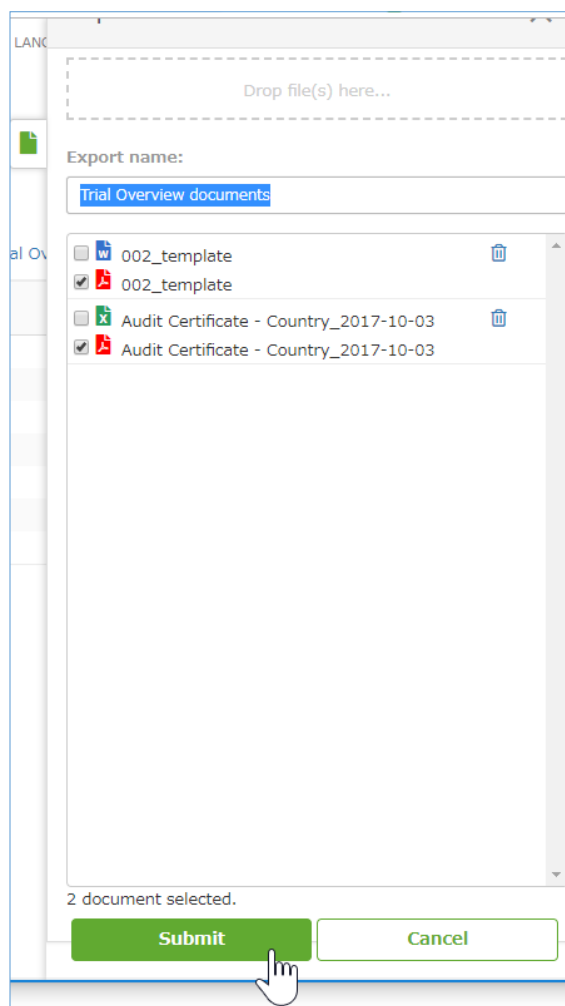 LANG
Drop file(s) here...
Export name:
Trial Overview documents
al Ov
002_template
002_template
Audit Certificate - Country_2017-10-03
Audit Certificate - Country_2017-10-03
2 document selected.
Submit
Cancel